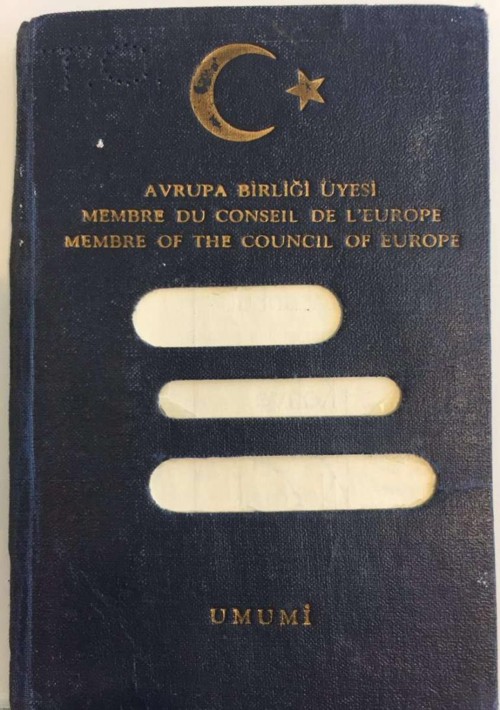 T.C.
AVRUPA BİRLİĞİ ÜYESİ
MEMBRE DU CONSEIL DE L'EUROPE
MEMBRE OF THE COUNCIL OF EUROPE
UMUMİ